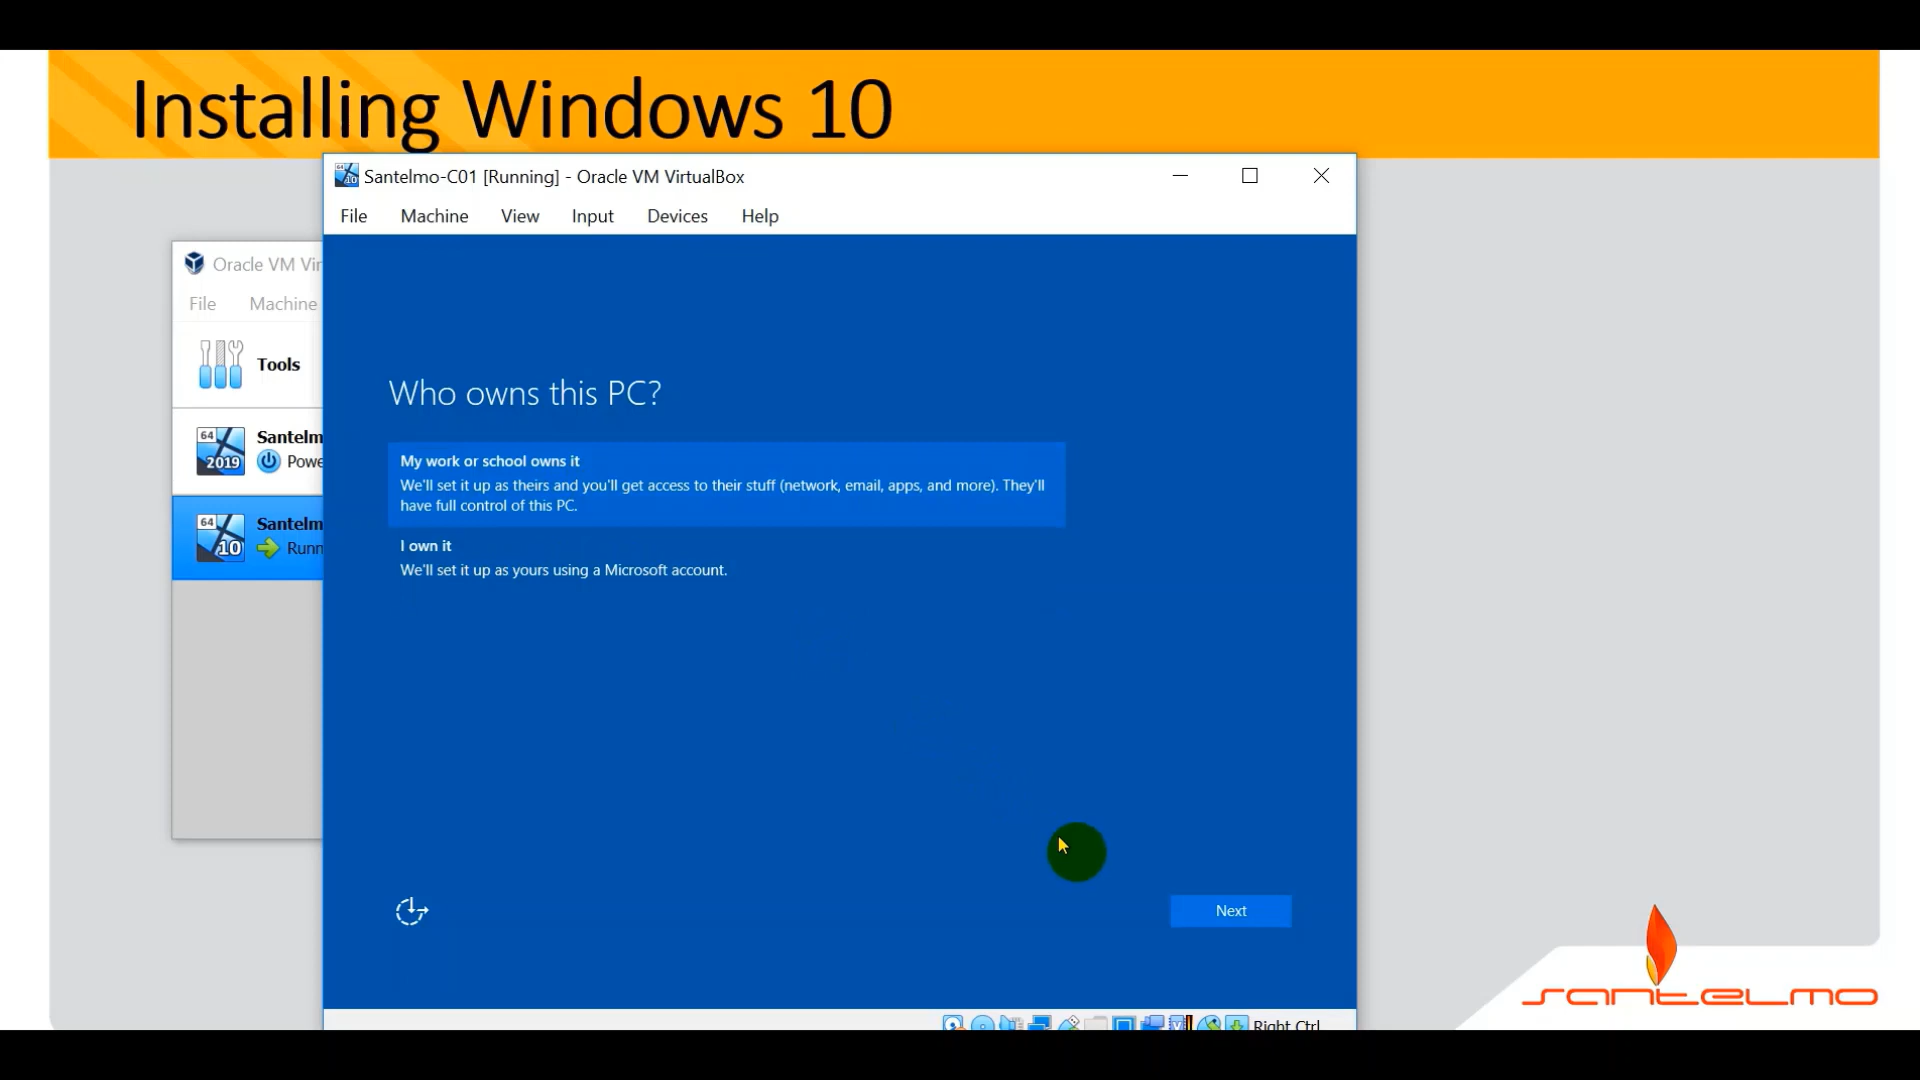 Installing Windows 10
Santelmo-C01 [Running] - Oracle VM VirtualBox
File Machine View Input Devices Help
Oracle VM Vir
File Machine
Tools
64
2019
Santelm
Powe
64
10
Santelm
Runn
Who owns this PC?
My work or school owns it
We'll set it up as theirs and you'll get access to their stuff (network, email, apps, and more). They'll
have full control of this PC.
I own it
We'll set it up as yours using a Microsoft account.
Next
Right Ctrl
santelmo